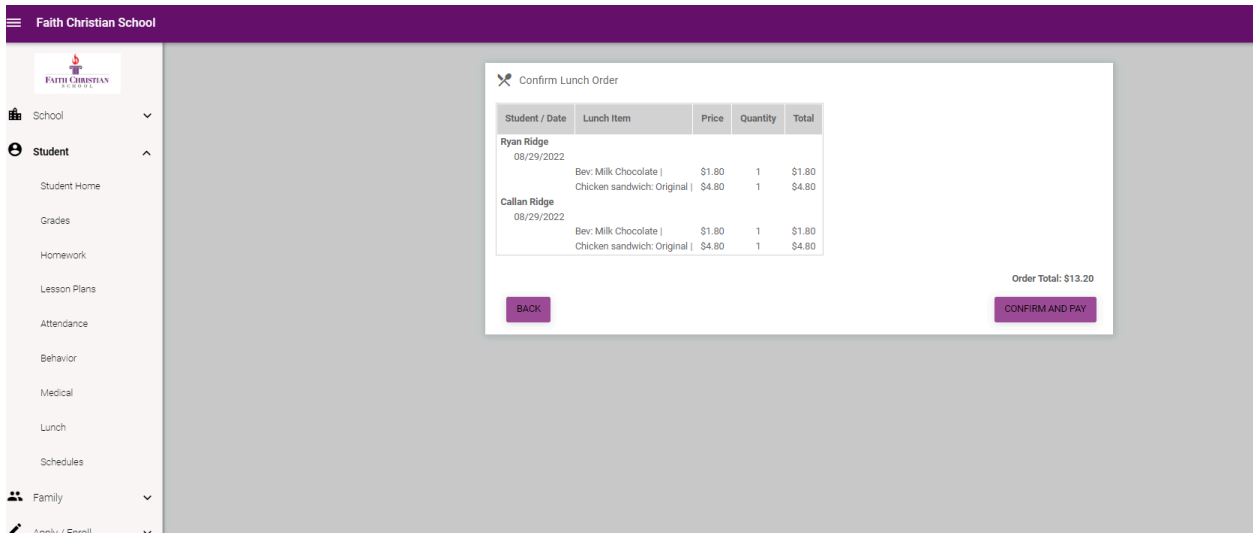 Faith Christian School
FAITH CHRISTIAN
SCHOOL
School
Student
Student Home
Grades
Homework
Lesson Plans
Attendance
Behavior
Medical
Lunch
Schedules
Family
Apply / Enroll
Confirm Lunch Order
Student / Date Lunch Item Price Quantity Total
Ryan Ridge
08/29/2022
Bev: Milk Chocolate | $1.80 1 $1.80
Chicken sandwich: Original | $4.80 1 $4.80
Callan Ridge
08/29/2022
Bev: Milk Chocolate | $1.80 1 $1.80
Chicken sandwich: Original | $4.80 1 $4.80
Order Total: $13.20
BACK CONFIRM AND PAY